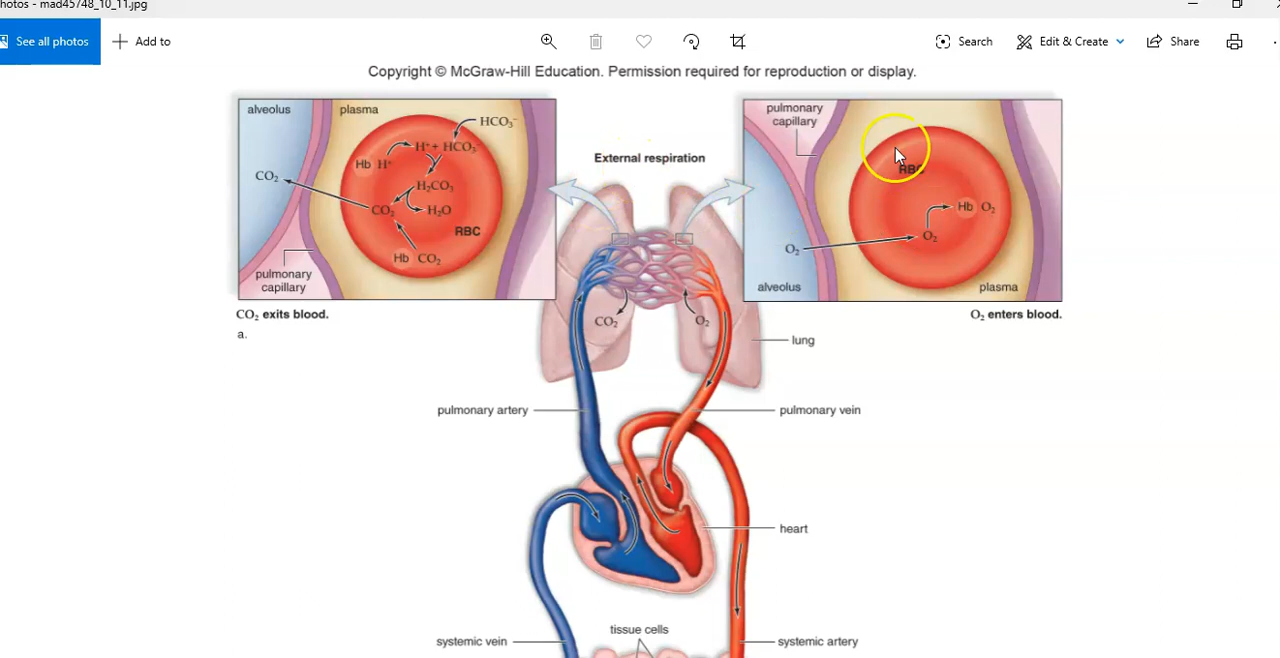 hotos - mad45748_10_11.jpg
See all photos
Add to
Search
Edit & Create
Share
Copyright © McGraw-Hill Education. Permission required for reproduction or display.
alveolus
plasma
HCO₃⁻
Hb H⁺
H⁺ + HCO₃⁻
CO₂
H₂CO₃
CO₂
H₂O
RBC
Hb CO₂
pulmonary
capillary
CO₂ exits blood.
a.
External respiration
pulmonary
capillary
RBC
Hb O₂
O₂
O₂
alveolus
plasma
O₂ enters blood.
CO₂
O₂
lung
pulmonary artery
pulmonary vein
heart
tissue cells
systemic vein
systemic artery